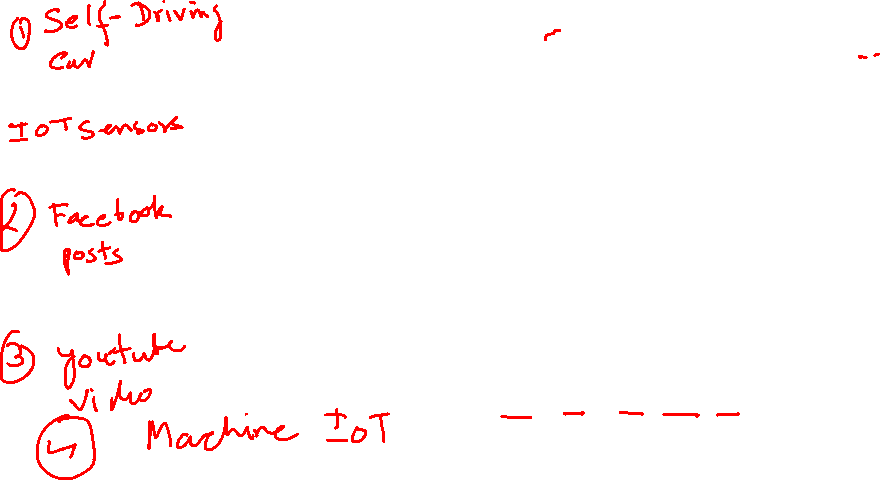 ① Self-Driving
Car
IoT Sensors
② Facebook
posts
③ youtube
video
④ Machine IoT